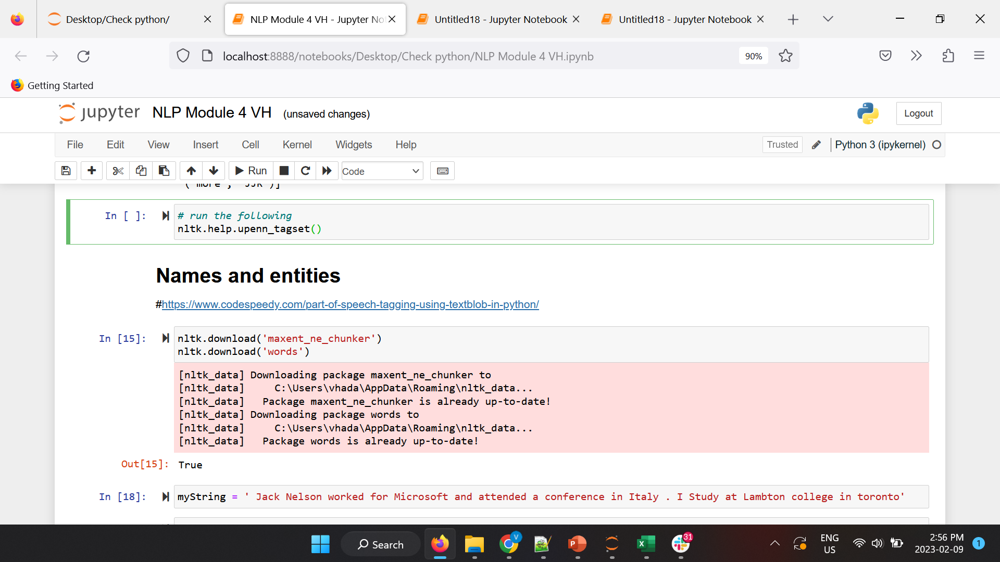 Desktop/Check python/
NLP Module 4 VH - Jupyter No
Untitled18 - Jupyter Notebook
Untitled18 - Jupyter Notebook
localhost:8888/notebooks/Desktop/Check python/NLP Module 4 VH.ipynb
90%
Getting Started
jupyter NLP Module 4 VH (unsaved changes)
Logout
File Edit View Insert Cell Kernel Widgets Help
Trusted
Python 3 (ipykernel)
Run
Code
('more', 'JJR')]
In [ ]: # run the following
nltk.help.upenn_tagset()
Names and entities
#https://www.codespeedy.com/part-of-speech-tagging-using-textblob-in-python/
In [15]: nltk.download('maxent_ne_chunker')
nltk.download('words')
[nltk_data] Downloading package maxent_ne_chunker to
[nltk_data]     C:\Users\vhada\AppData\Roaming\nltk_data...
[nltk_data]   Package maxent_ne_chunker is already up-to-date!
[nltk_data] Downloading package words to
[nltk_data]     C:\Users\vhada\AppData\Roaming\nltk_data...
[nltk_data]   Package words is already up-to-date!
Out[15]: True
In [18]: myString = ' Jack Nelson worked for Microsoft and attended a conference in Italy . I Study at Lambton college in toronto'
Search
V
P
X
31
ENG
US
2:56 PM
2023-02-09
1